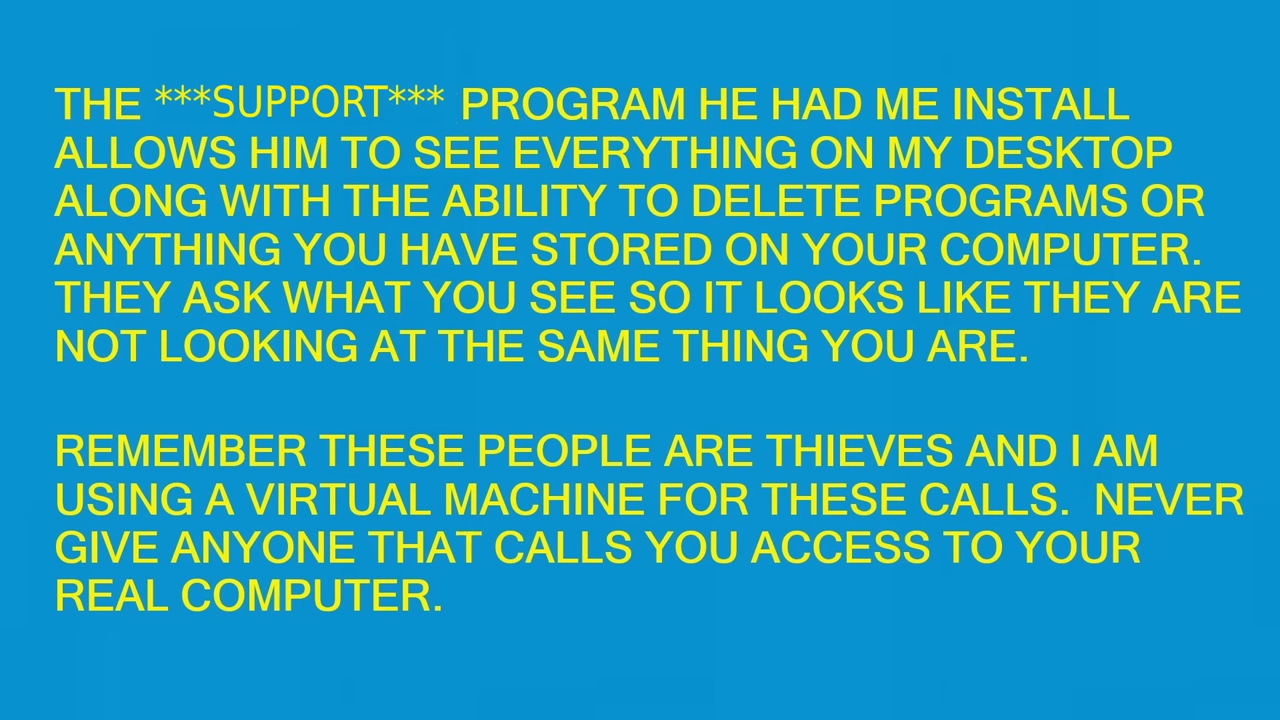 THE ***SUPPORT*** PROGRAM HE HAD ME INSTALL
ALLOWS HIM TO SEE EVERYTHING ON MY DESKTOP
ALONG WITH THE ABILITY TO DELETE PROGRAMS OR
ANYTHING YOU HAVE STORED ON YOUR COMPUTER.
THEY ASK WHAT YOU SEE SO IT LOOKS LIKE THEY ARE
NOT LOOKING AT THE SAME THING YOU ARE.
REMEMBER THESE PEOPLE ARE THIEVES AND I AM
USING A VIRTUAL MACHINE FOR THESE CALLS.  NEVER
GIVE ANYONE THAT CALLS YOU ACCESS TO YOUR
REAL COMPUTER.